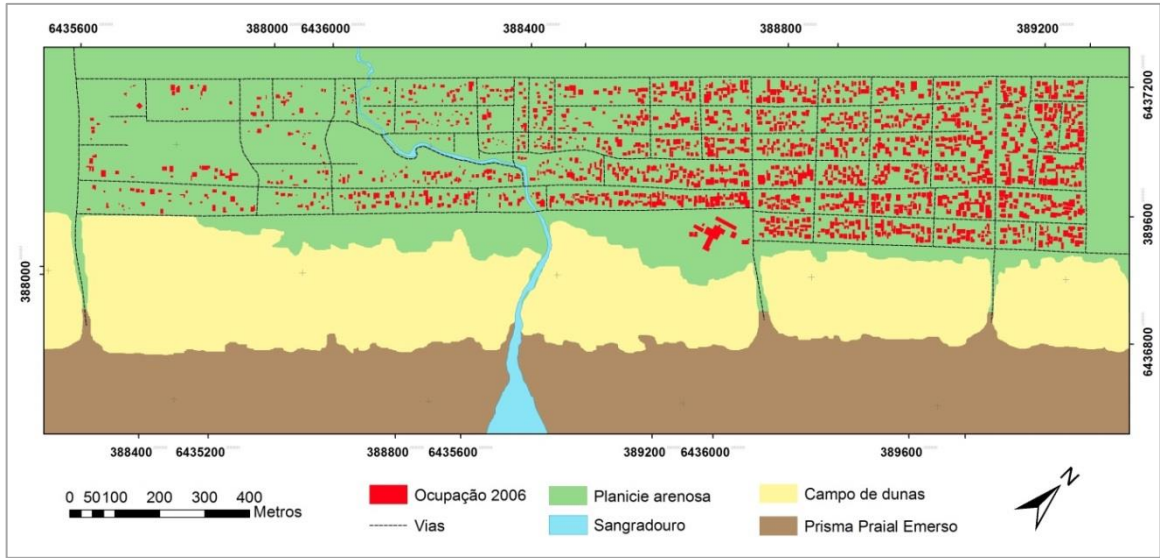 6435600 388000 6436000 388400 388800 389200
6437200
389600
388000
6436800
388400 6435200 388800 6435600 389200 6436000 389600
0 50 100 200 300 400
Metros
Ocupação 2006 Planicie arenosa Campo de dunas
Vias Sangradouro Prisma Praial Emerso
N